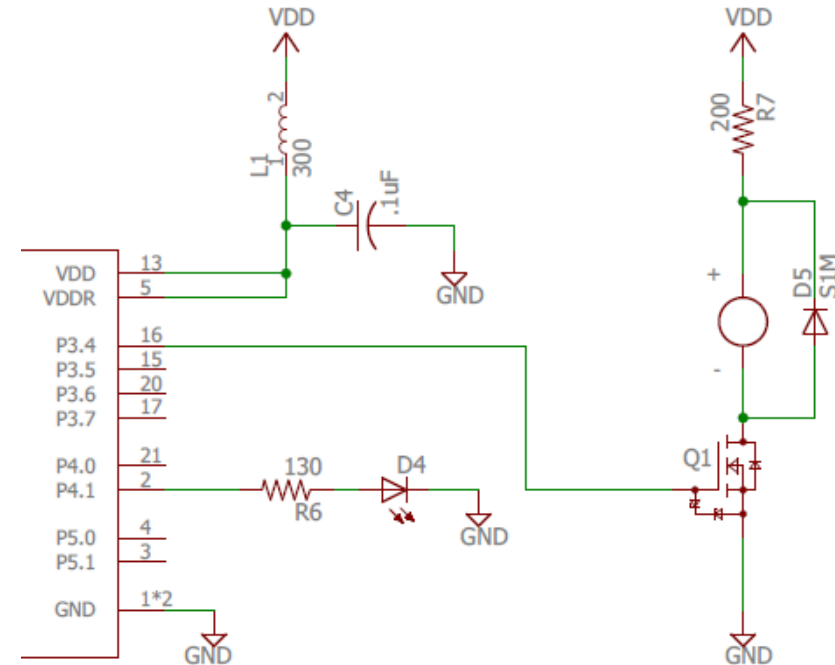 VDD
VDD
2
L1
1
300
C4
.1uF
GND
200
R7
+
-
D5
S1M
VDD 13
VDDR 5
P3.4 16
P3.5 15
P3.6 20
P3.7 17
P4.0 21
P4.1 2
130
R6
D4
GND
Q1
P5.0 4
P5.1 3
GND 1*2
GND
GND